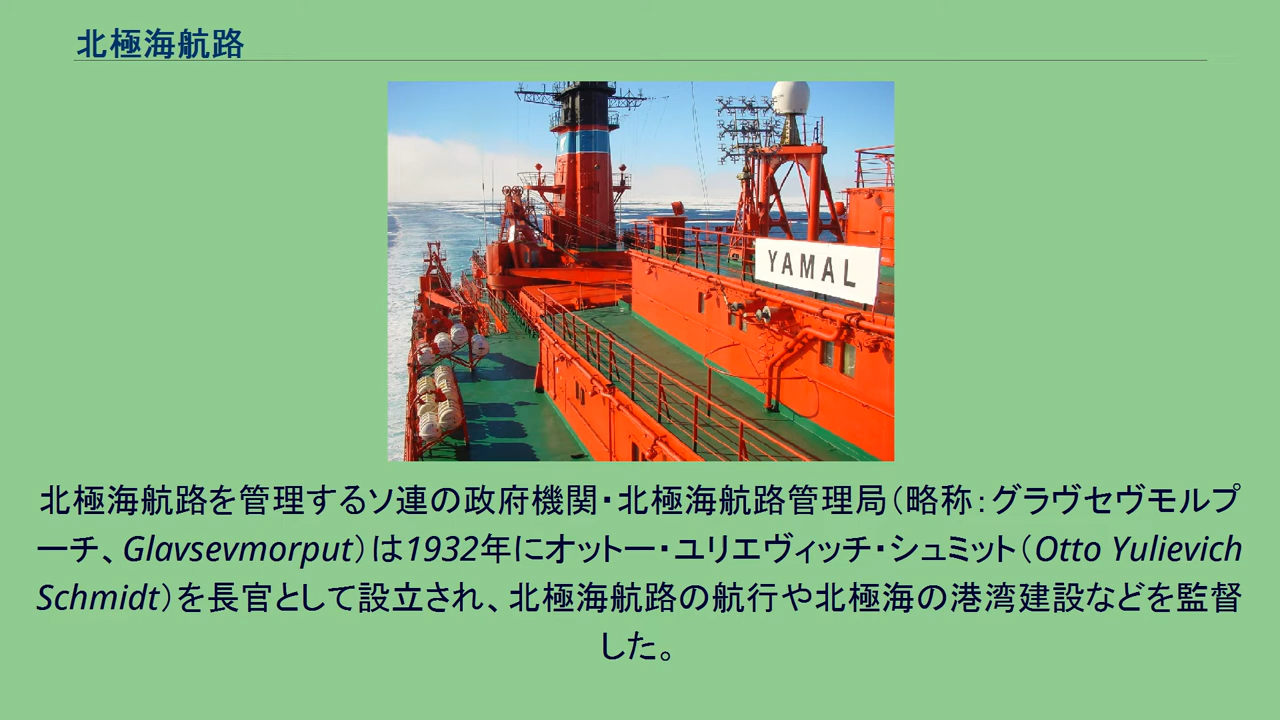 北極海航路
YAMAL
北極海航路を管理するソ連の政府機関・北極海航路管理局（略称：グラヴセヴモルプ
ーチ、Glavsevmorput）は1932年にオットー・ユリエヴィッチ・シュミット（Otto Yulievich
Schmidt）を長官として設立され、北極海航路の航行や北極海の港湾建設などを監督
した。